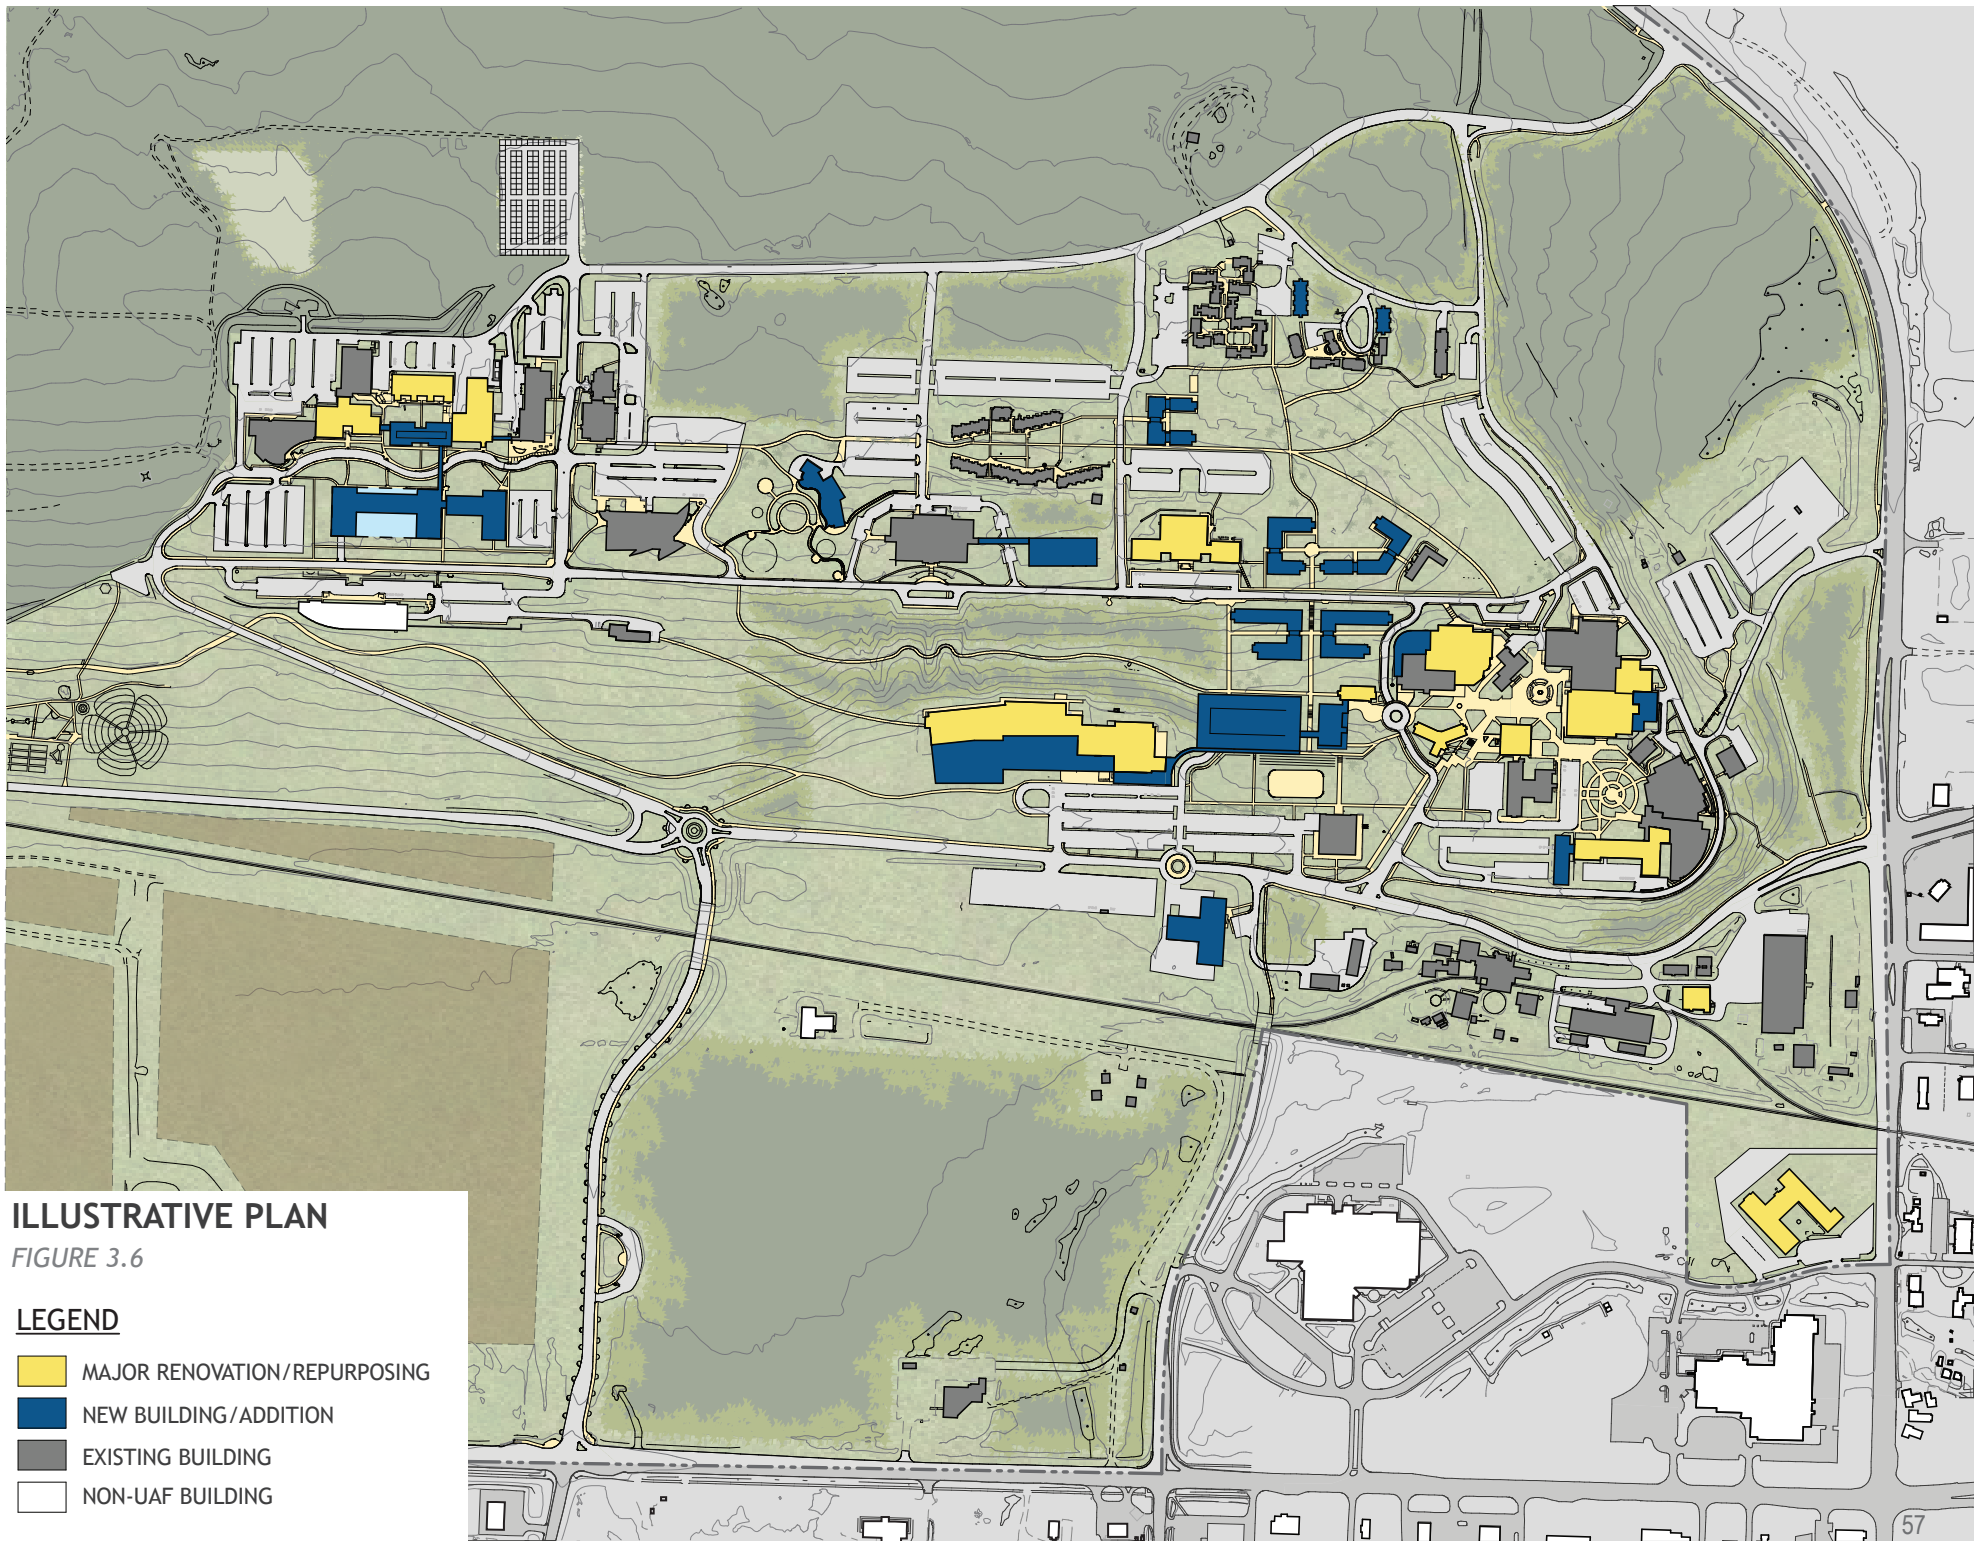 ILLUSTRATIVE PLAN
FIGURE 3.6
LEGEND
MAJOR RENOVATION/REPURPOSING
NEW BUILDING/ADDITION
EXISTING BUILDING
NON-UAF BUILDING
57